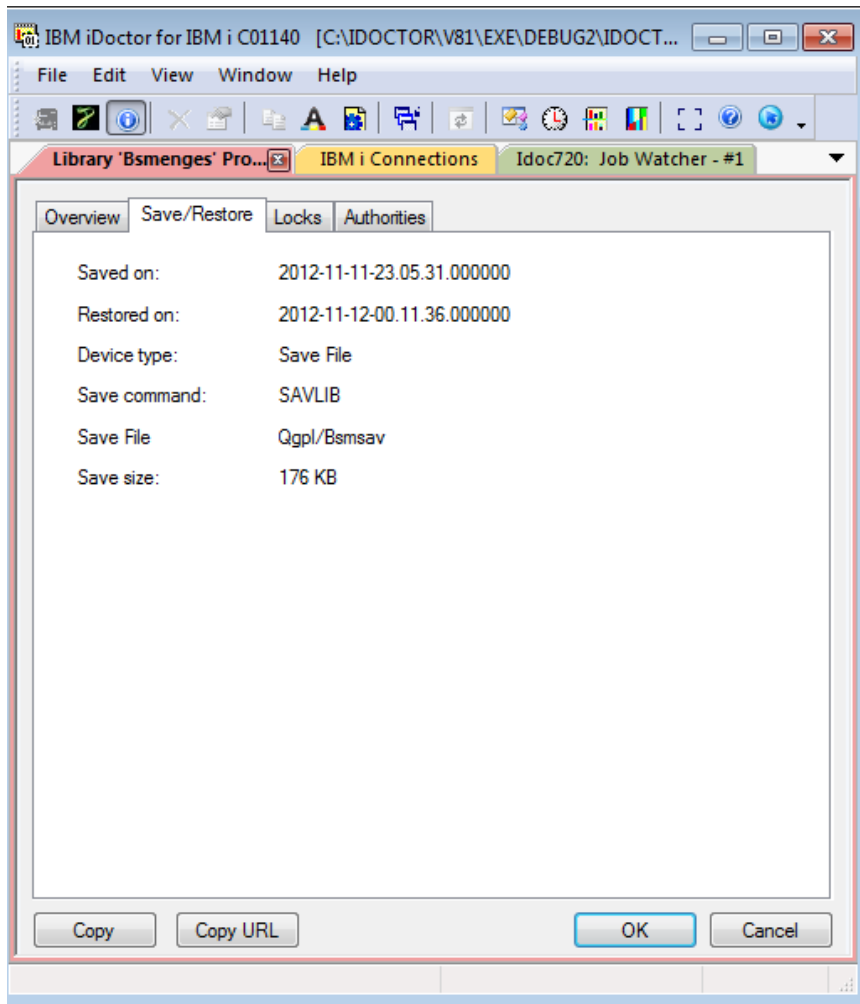 IBM iDoctor for IBM i C01140 [C:\IDOCTOR\V81\EXE\DEBUG2\IDOCT...
File Edit View Window Help
Library 'Bsmenges' Pro... IBM i Connections Idoc720: Job Watcher - #1
Overview Save/Restore Locks Authorities
Saved on: 2012-11-11-23.05.31.000000
Restored on: 2012-11-12-00.11.36.000000
Device type: Save File
Save command: SAVLIB
Save File Qgpl/Bsmsav
Save size: 176 KB
Copy Copy URL OK Cancel